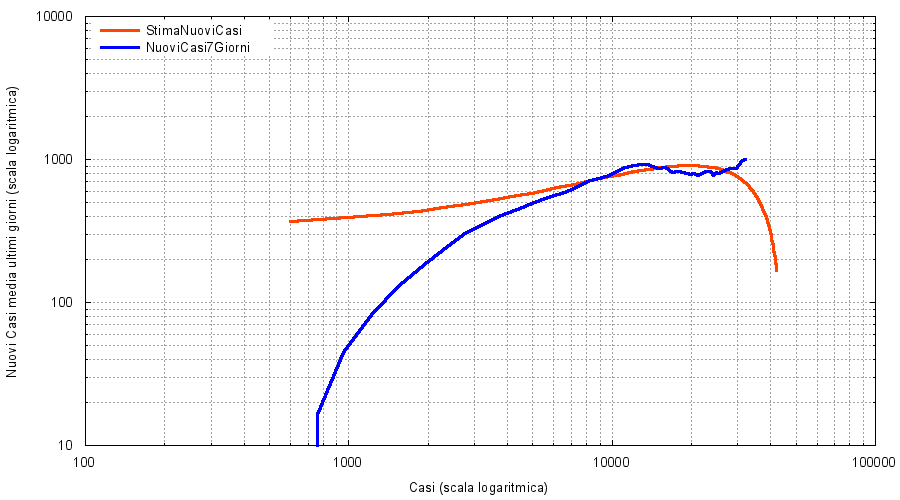 10000
StimaNuoviCasi
NuoviCasi7Giorni
1000
100
10
100
1000
10000
100000
Nuovi Casi media ultimi giorni (scala logaritmica)
Casi (scala logaritmica)